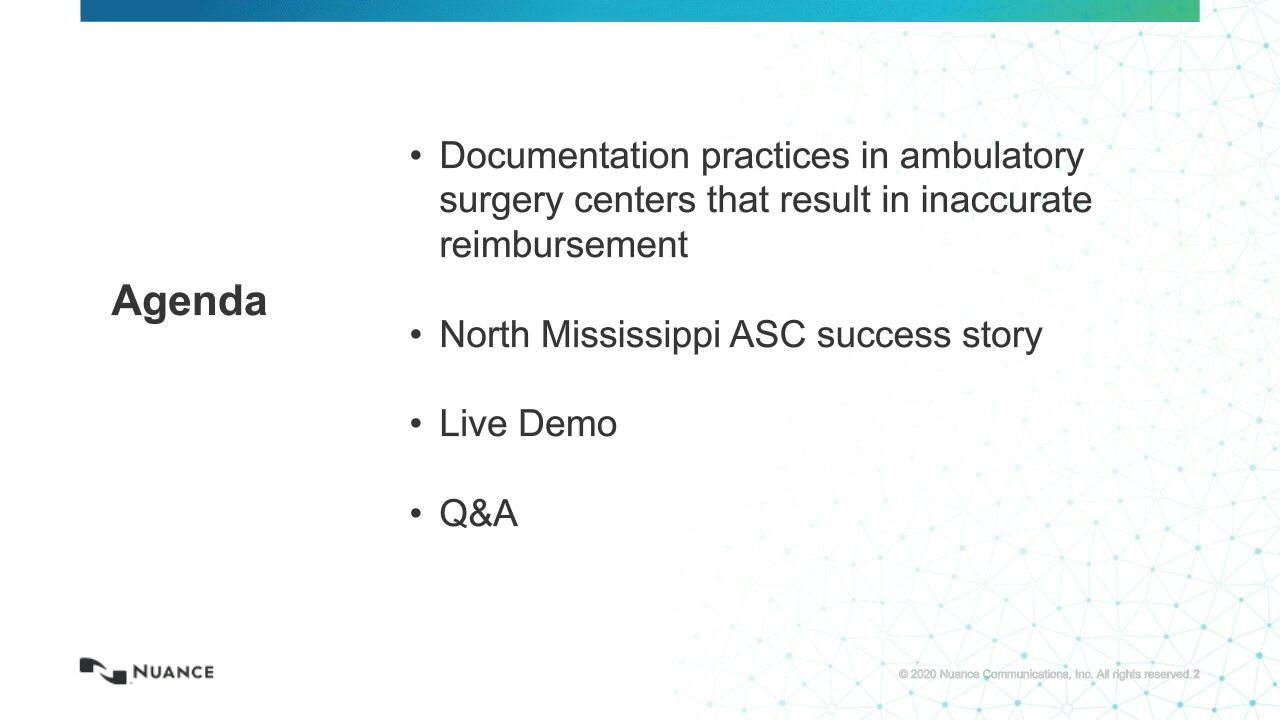 Agenda
• Documentation practices in ambulatory
surgery centers that result in inaccurate
reimbursement
• North Mississippi ASC success story
• Live Demo
• Q&A
NUANCE
© 2020 Nuance Communications, Inc. All rights reserved. 2